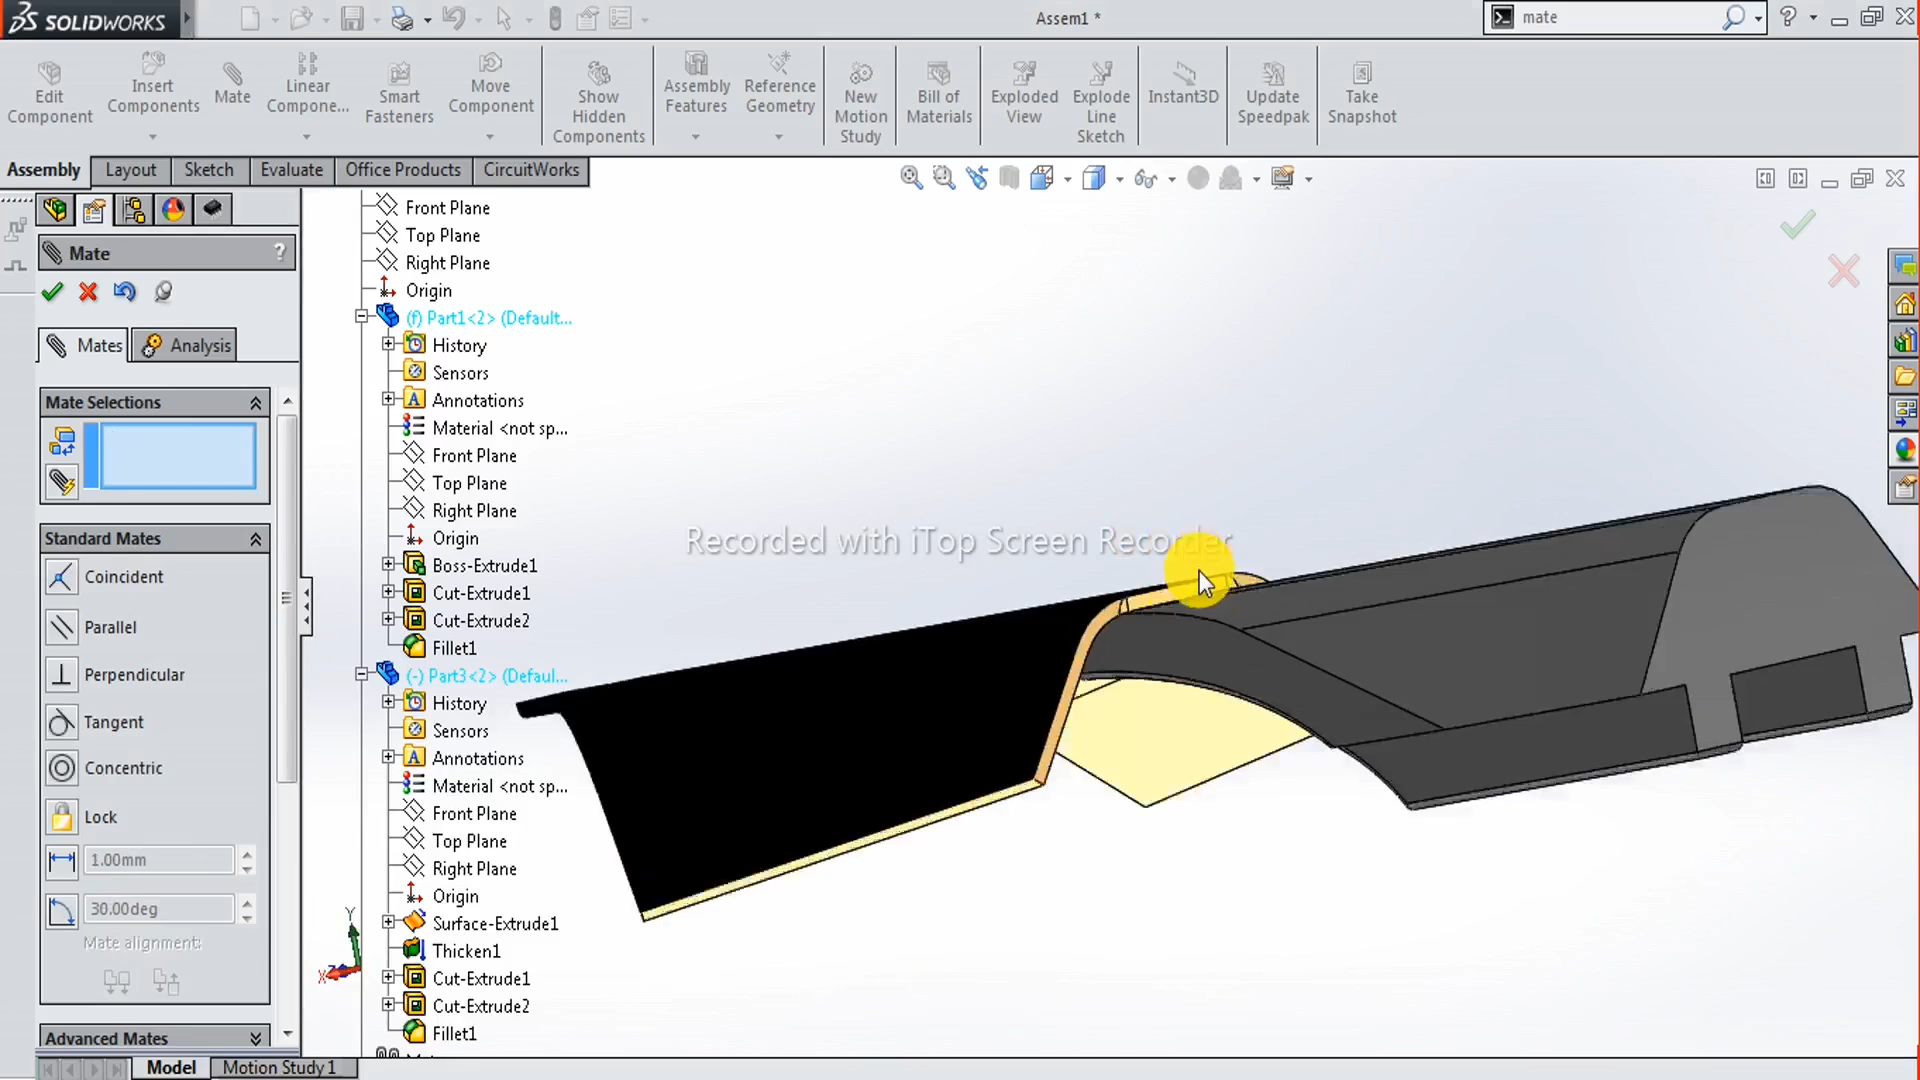 SOLIDWORKS
Assem1 *
mate
Edit
Component
Insert
Components
Mate
Linear
Compone...
Smart
Fasteners
Move
Component
Show
Hidden
Components
Assembly
Features
Reference
Geometry
New
Motion
Study
Bill of
Materials
Exploded
View
Explode
Line
Sketch
Instant3D
Update
Speedpak
Take
Snapshot
Assembly
Layout
Sketch
Evaluate
Office Products
CircuitWorks
Mate
?
Mates
Analysis
Mate Selections
Standard Mates
Coincident
Parallel
Perpendicular
Tangent
Concentric
Lock
1.00mm
30.00deg
Mate alignment:
Advanced Mates
Front Plane
Top Plane
Right Plane
Origin
(f) Part1<2> (Default...
History
Sensors
Annotations
Material <not sp...
Front Plane
Top Plane
Right Plane
Origin
Boss-Extrude1
Cut-Extrude1
Cut-Extrude2
Fillet1
(-) Part3<2> (Defaul...
History
Sensors
Annotations
Material <not sp...
Front Plane
Top Plane
Right Plane
Origin
Surface-Extrude1
Thicken1
Cut-Extrude1
Cut-Extrude2
Fillet1
Recorded with iTop Screen Recorder
Y
X
Model
Motion Study 1